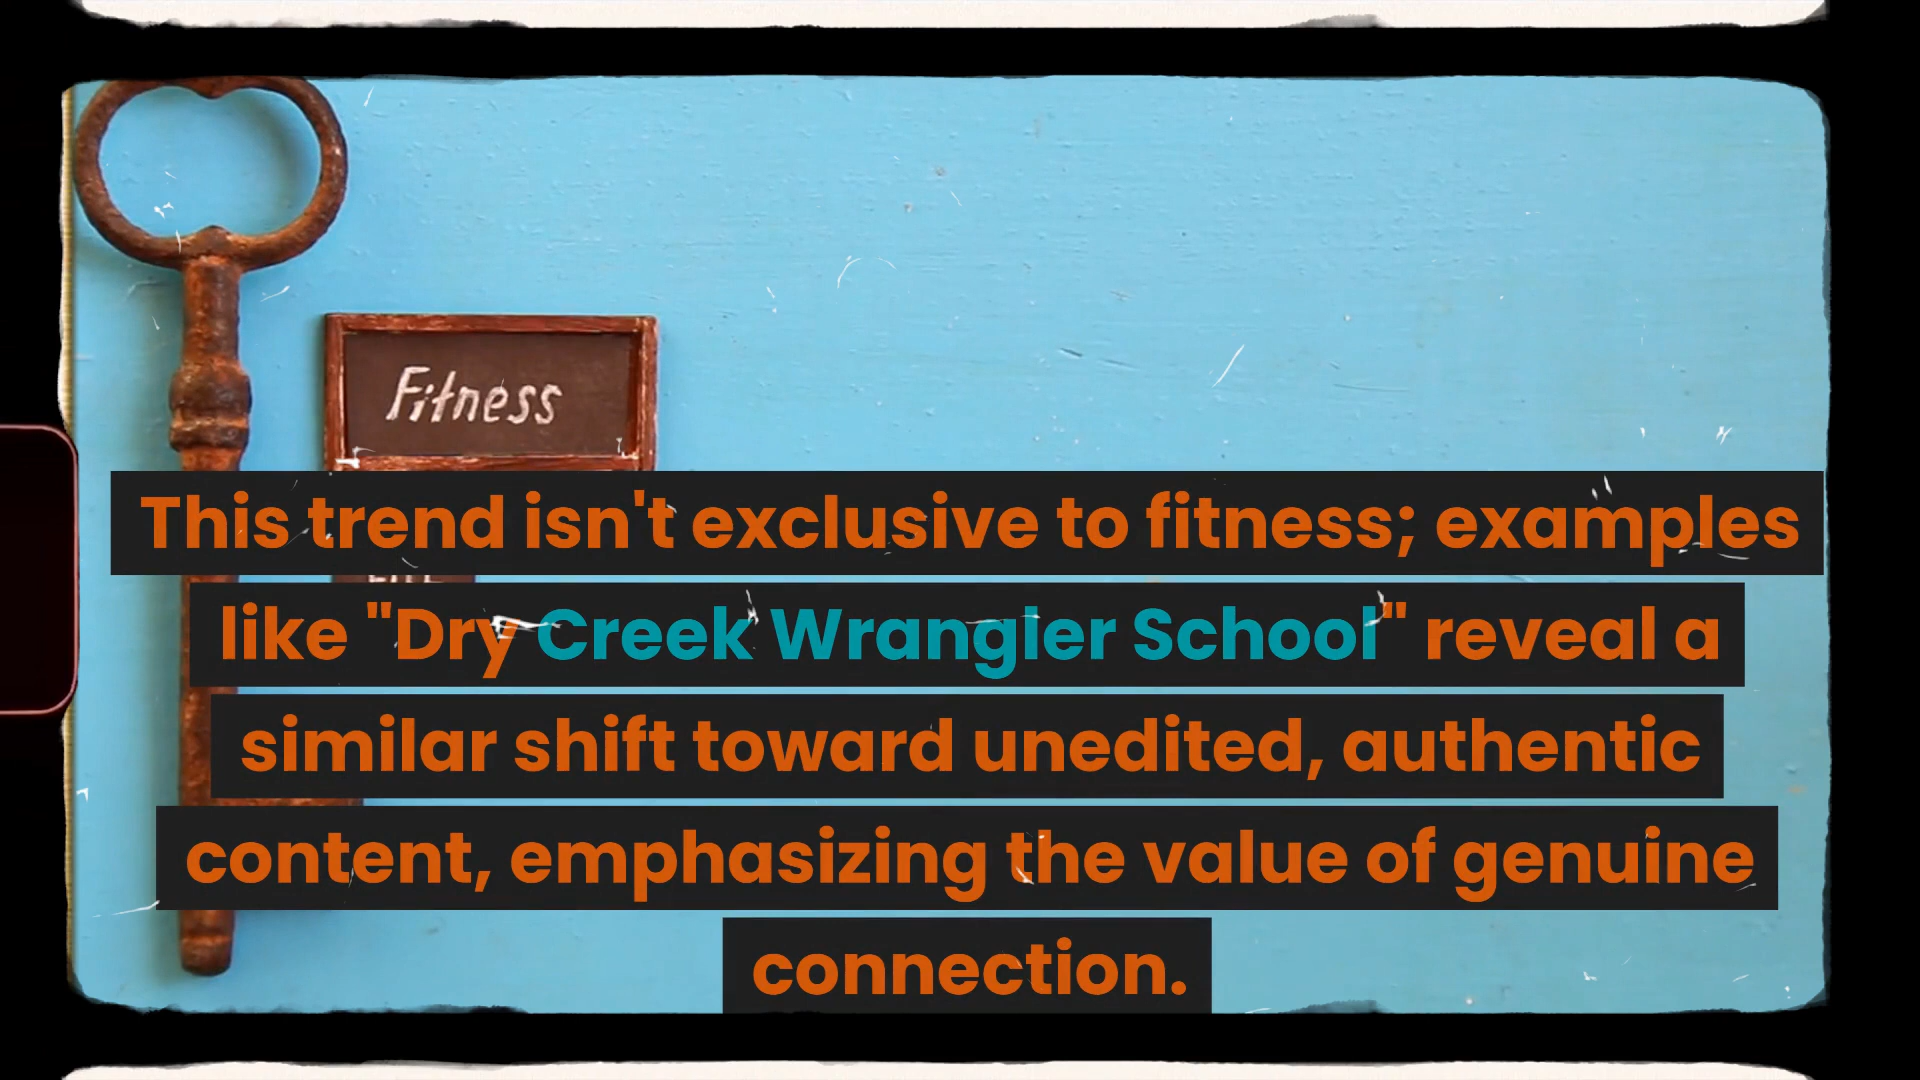 Fitness
This trend isn't exclusive to fitness; examples
like "Dry Creek Wrangler School" reveal a
similar shift toward unedited, authentic
content, emphasizing the value of genuine
connection.